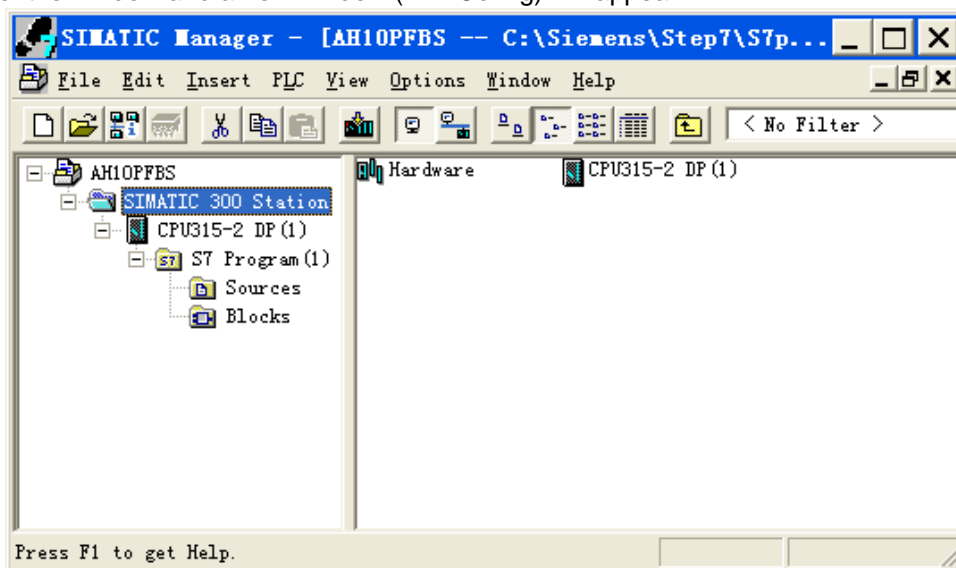 SIMATIC Manager - [AH10PFBS -- C:\Siemens\Step7\S7p...
File Edit Insert PLC View Options Window Help
< No Filter >
AH10PFBS
SIMATIC 300 Station
CPU315-2 DP(1)
S7 Program(1)
Sources
Blocks
Hardware
CPU315-2 DP(1)
Press F1 to get Help.